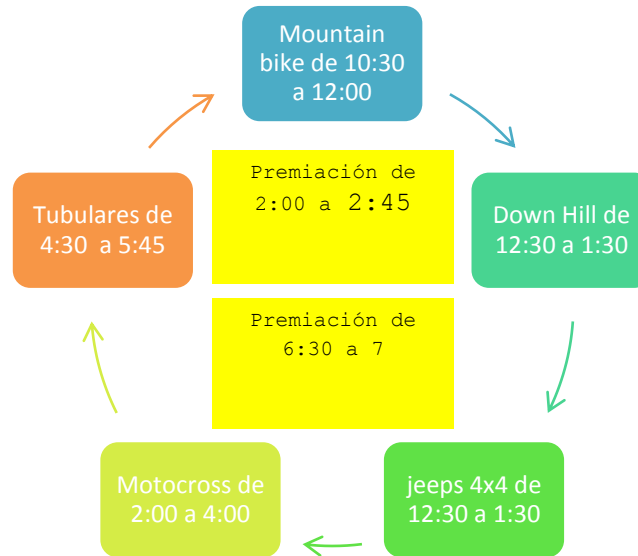 Mountain
bike de 10:30
a 12:00
Premiación de
2:00 a 2:45
Tubulares de
4:30 a 5:45
Down Hill de
12:30 a 1:30
Premiación de
6:30 a 7
Motocross de
2:00 a 4:00
jeeps 4x4 de
12:30 a 1:30